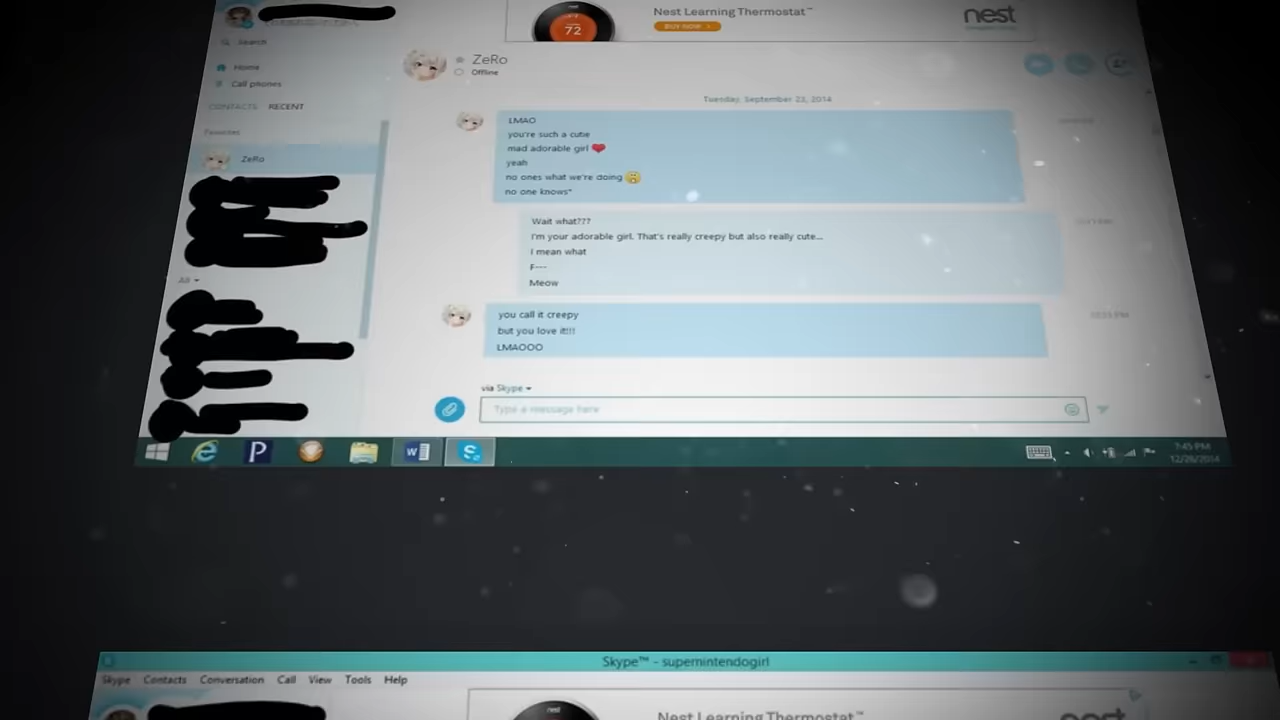 Nest Learning Thermostat™
nest
BUY NOW >
72
Search
ZeRo
Offline
Home
Call phones
CONTACTS RECENT
Tuesday, September 23, 2014
Favorites
ZeRo
LMAO
you're such a cutie
mad adorable girl
yeah
no ones what we're doing
no one knows*
Wait what???
I'm your adorable girl. That's really creepy but also really cute...
I mean what
F----
Meow
All
you call it creepy
but you love it!!!
LMAOOO
via Skype
Type a message here
7:45 PM
Skype™ - supernintendogirl
Skype Contacts Conversation Call View Tools Help
nest
Nest Learning Thermostat™
nest